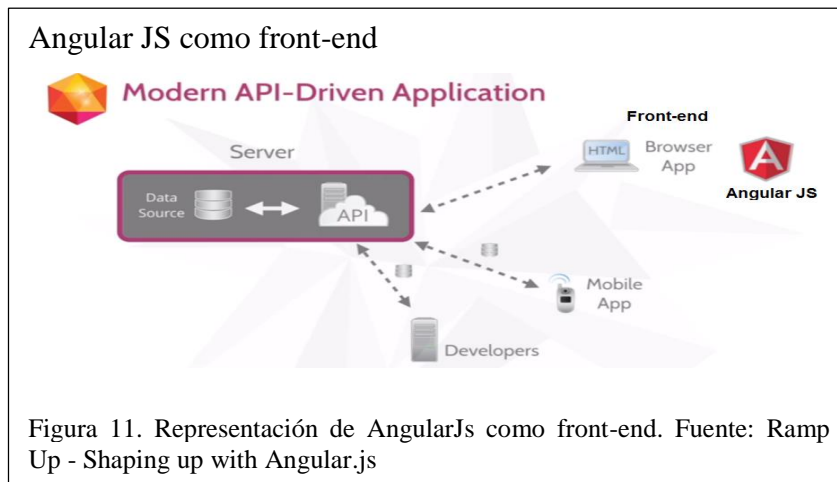 Angular JS como front-end
Modern API-Driven Application
Front-end
Server
HTML
Browser
App
Angular JS
Data
Source
API
Mobile
App
Developers
Figura 11. Representación de AngularJs como front-end. Fuente: Ramp
Up - Shaping up with Angular.js